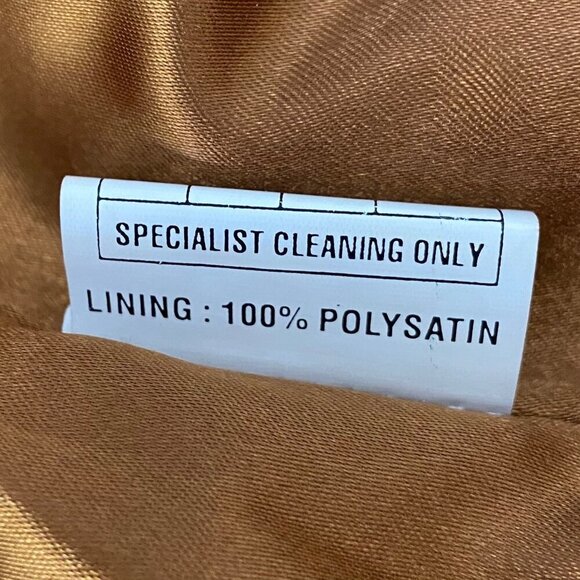 SPECIALIST CLEANING ONLY
LINING : 100% POLYSATIN